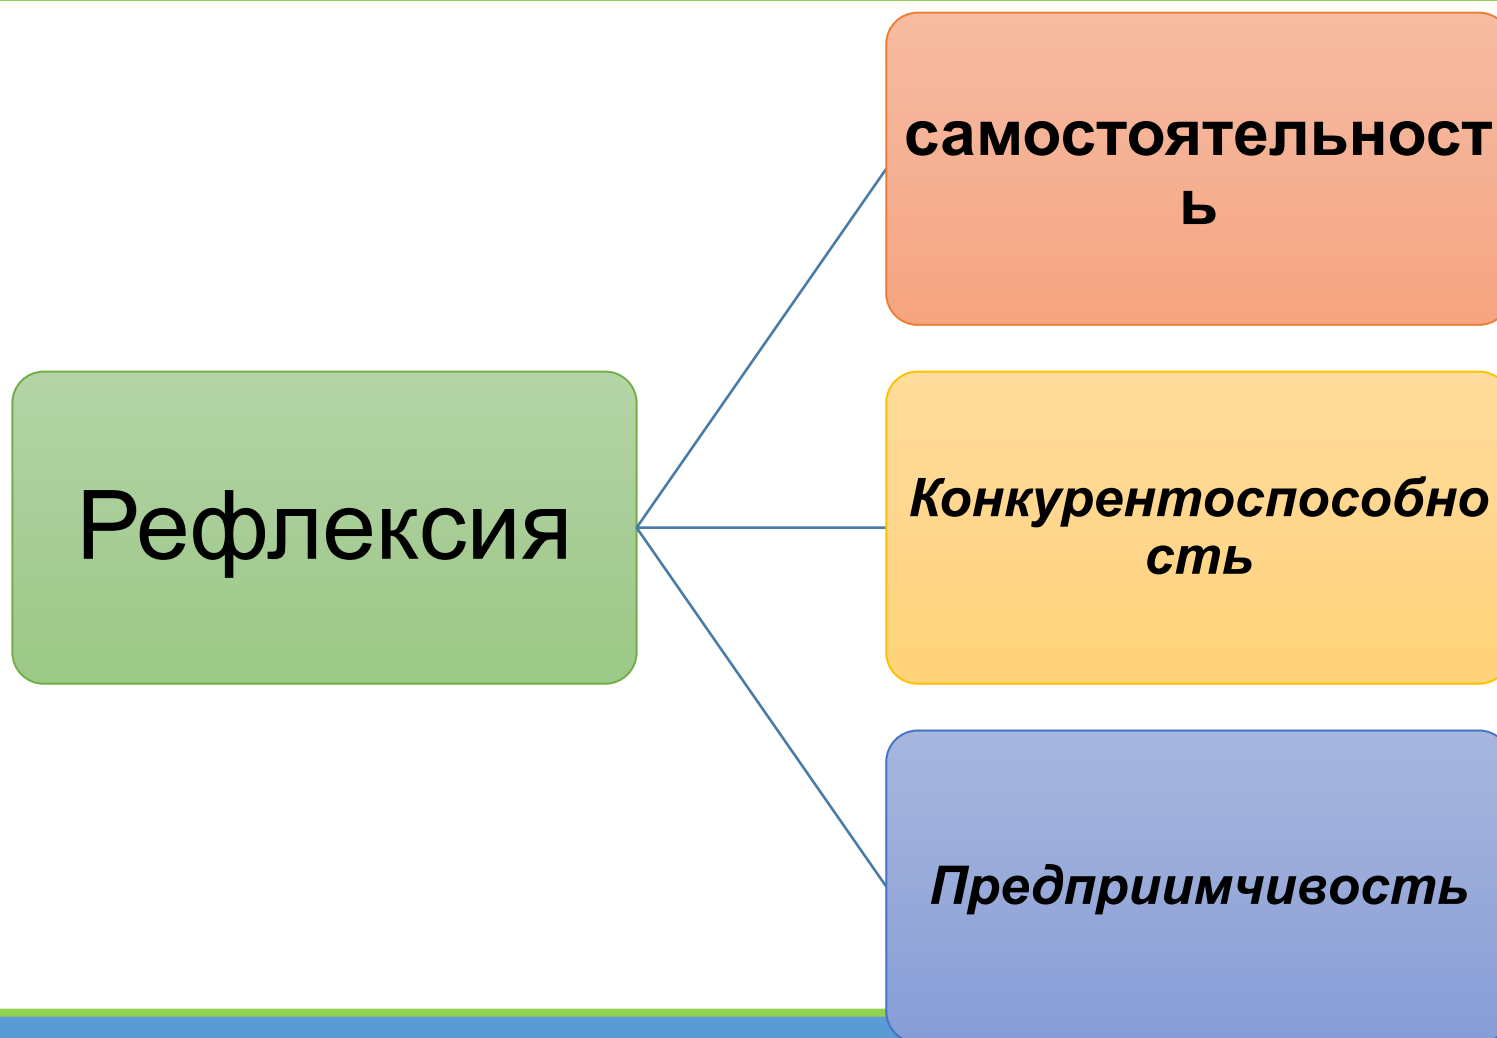 самостоятельност
ь
Рефлексия
Конкурентоспособно
сть
Предприимчивость